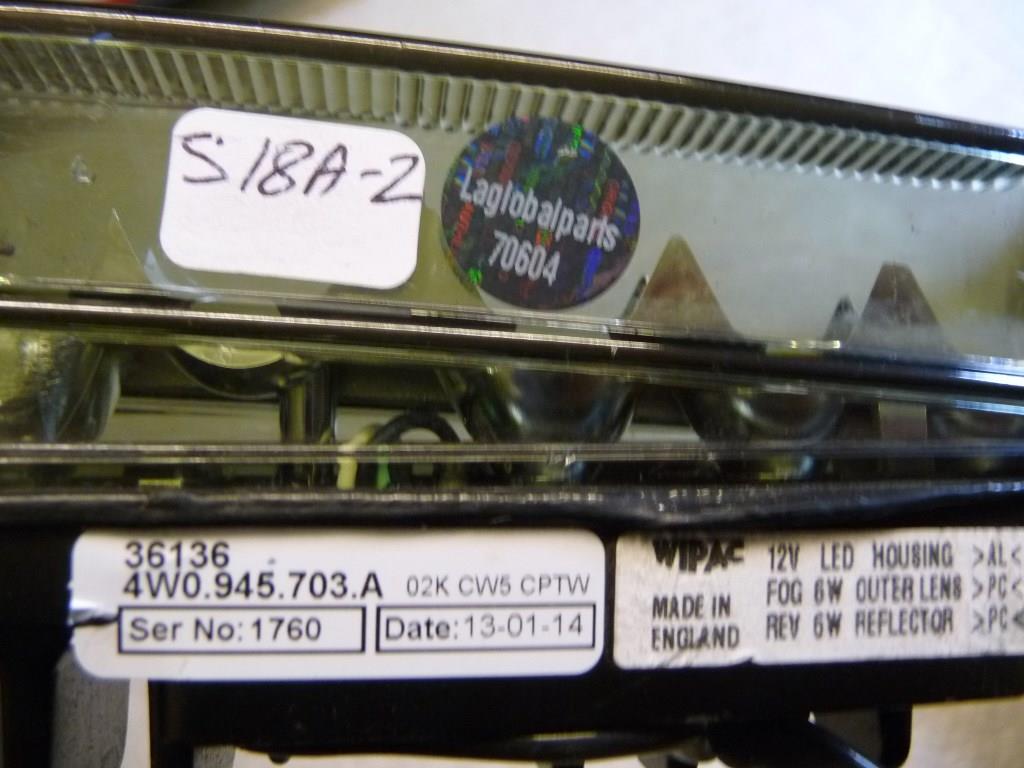 S18A-2
Laglobalparts
70604
36136
4W0.945.703.A 02K CW5 CPTW
Ser No: 1760 Date: 13-01-14
WIPAC
MADE IN
ENGLAND
12V LED HOUSING >AL<
FOG 6W OUTER LENS >PC<
REV 6W REFLECTOR >PC<